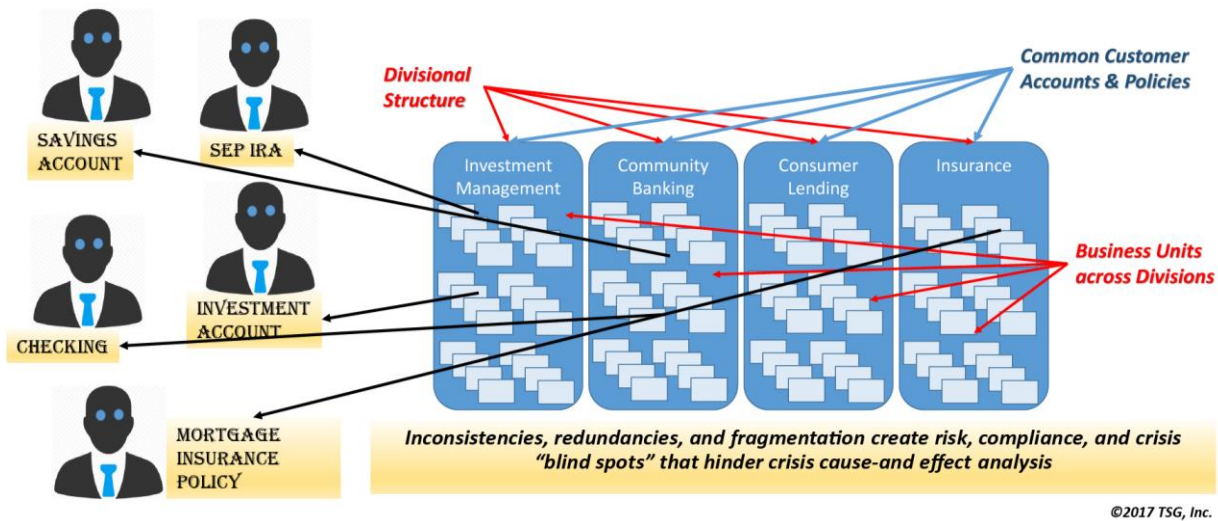 SAVINGS
ACCOUNT
SEP IRA
Divisional
Structure
Common Customer
Accounts & Policies
Investment
Management
Community
Banking
Consumer
Lending
Insurance
Business Units
across Divisions
CHECKING
INVESTMENT
ACCOUNT
MORTGAGE
INSURANCE
POLICY
Inconsistencies, redundancies, and fragmentation create risk, compliance, and crisis
“blind spots” that hinder crisis cause-and effect analysis
©2017 TSG, Inc.